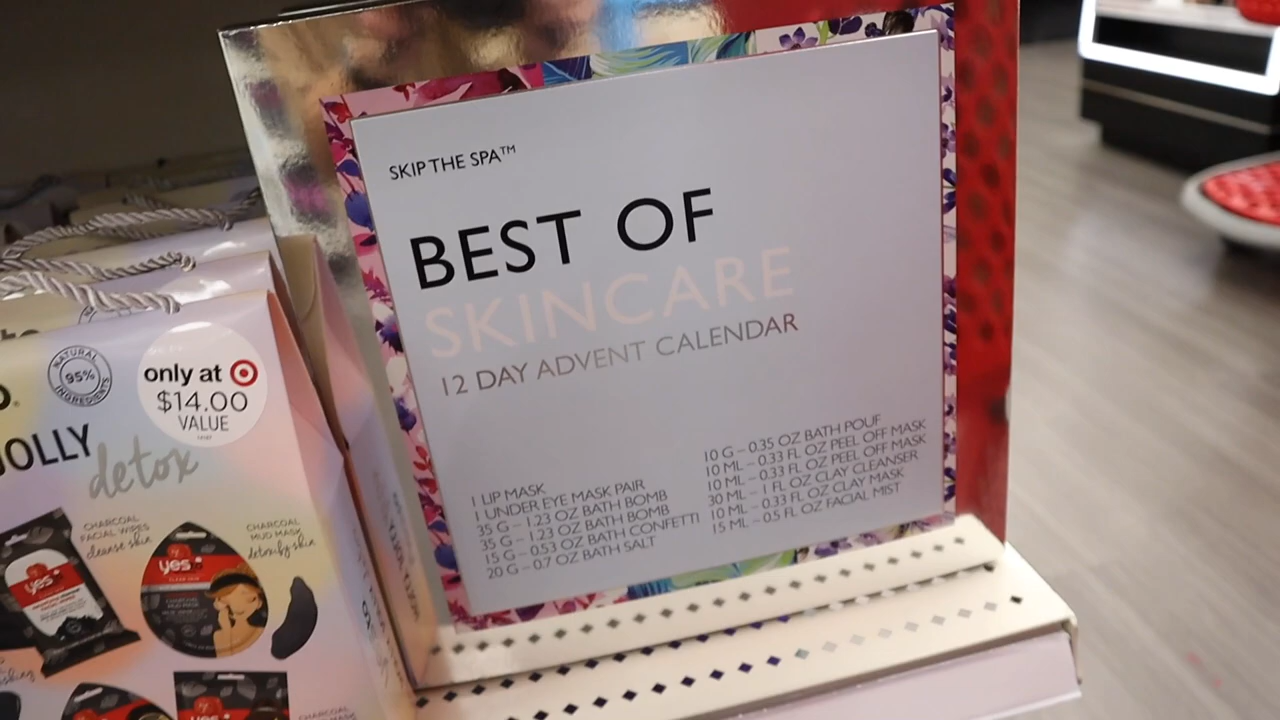 SKIP THE SPA™
BEST OF
SKINCARE
12 DAY ADVENT CALENDAR
1 LIP MASK
1 UNDER EYE MASK PAIR
35 G – 1.23 OZ BATH BOMB
35 G – 1.23 OZ BATH BOMB
15 G – 0.53 OZ BATH CONFETTI
20 G – 0.7 OZ BATH SALT
10 G – 0.35 OZ BATH POUF
10 ML – 0.33 FL OZ PEEL OFF MASK
10 ML – 0.33 FL OZ PEEL OFF MASK
30 ML – 1 FL OZ CLAY CLEANSER
10 ML – 0.33 FL OZ CLAY MASK
15 ML – 0.5 FL OZ FACIAL MIST
NATURAL
95%
INGREDIENTS
only at
$14.00
VALUE
JOLLY
detox
CHARCOAL
FACIAL WIPES
cleanse skin
CHARCOAL
MUD MASK
detoxify skin
yes
yes
yes
CHARCOAL